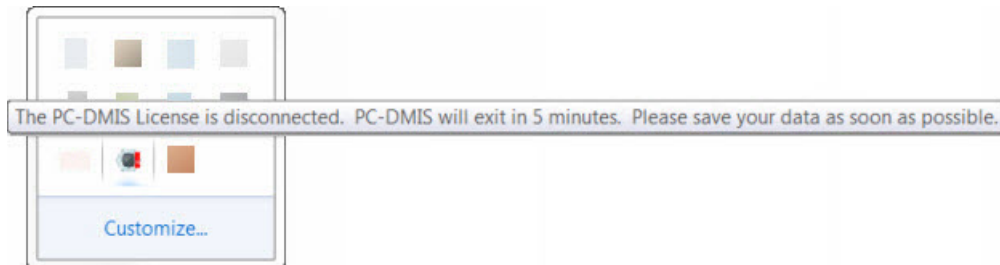 The PC-DMIS License is disconnected.  PC-DMIS will exit in 5 minutes.  Please save your data as soon as possible.
Customize...